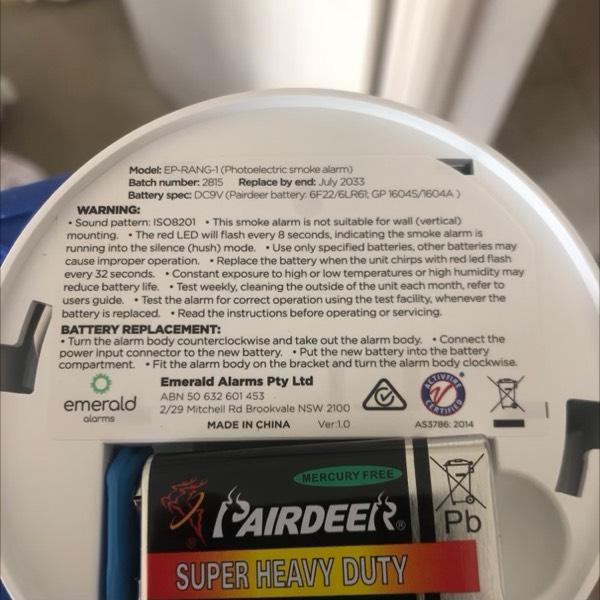 Model: EP-RANG-1 (Photoelectric smoke alarm)
Batch number: 2815 Replace by end: July 2033
Battery spec: DC9V (Pairdeer battery: 6F22/6LR61; GP 1604S/1604A )
WARNING:
• Sound pattern: ISO8201 • This smoke alarm is not suitable for wall (vertical)
mounting. • The red LED will flash every 8 seconds, indicating the smoke alarm is
running into the silence (hush) mode. • Use only specified batteries, other batteries may
cause improper operation. • Replace the battery when the unit chirps with red led flash
every 32 seconds. • Constant exposure to high or low temperatures or high humidity may
reduce battery life. • Test weekly, cleaning the outside of the unit each month, refer to
users guide. • Test the alarm for correct operation using the test facility, whenever the
battery is replaced. • Read the instructions before operating or servicing.
BATTERY REPLACEMENT:
• Turn the alarm body counterclockwise and take out the alarm body. • Connect the
power input connector to the new battery. • Put the new battery into the battery
compartment. • Fit the alarm body on the bracket and turn the alarm body clockwise.
emerald
alarms
Emerald Alarms Pty Ltd
ABN 50 632 601 453
2/29 Mitchell Rd Brookvale NSW 2100
MADE IN CHINA Ver:1.0
ACTIVFIRE
CERTIFIED
AS3786: 2014
MERCURY FREE
PAIRDEER®
Pb
SUPER HEAVY DUTY